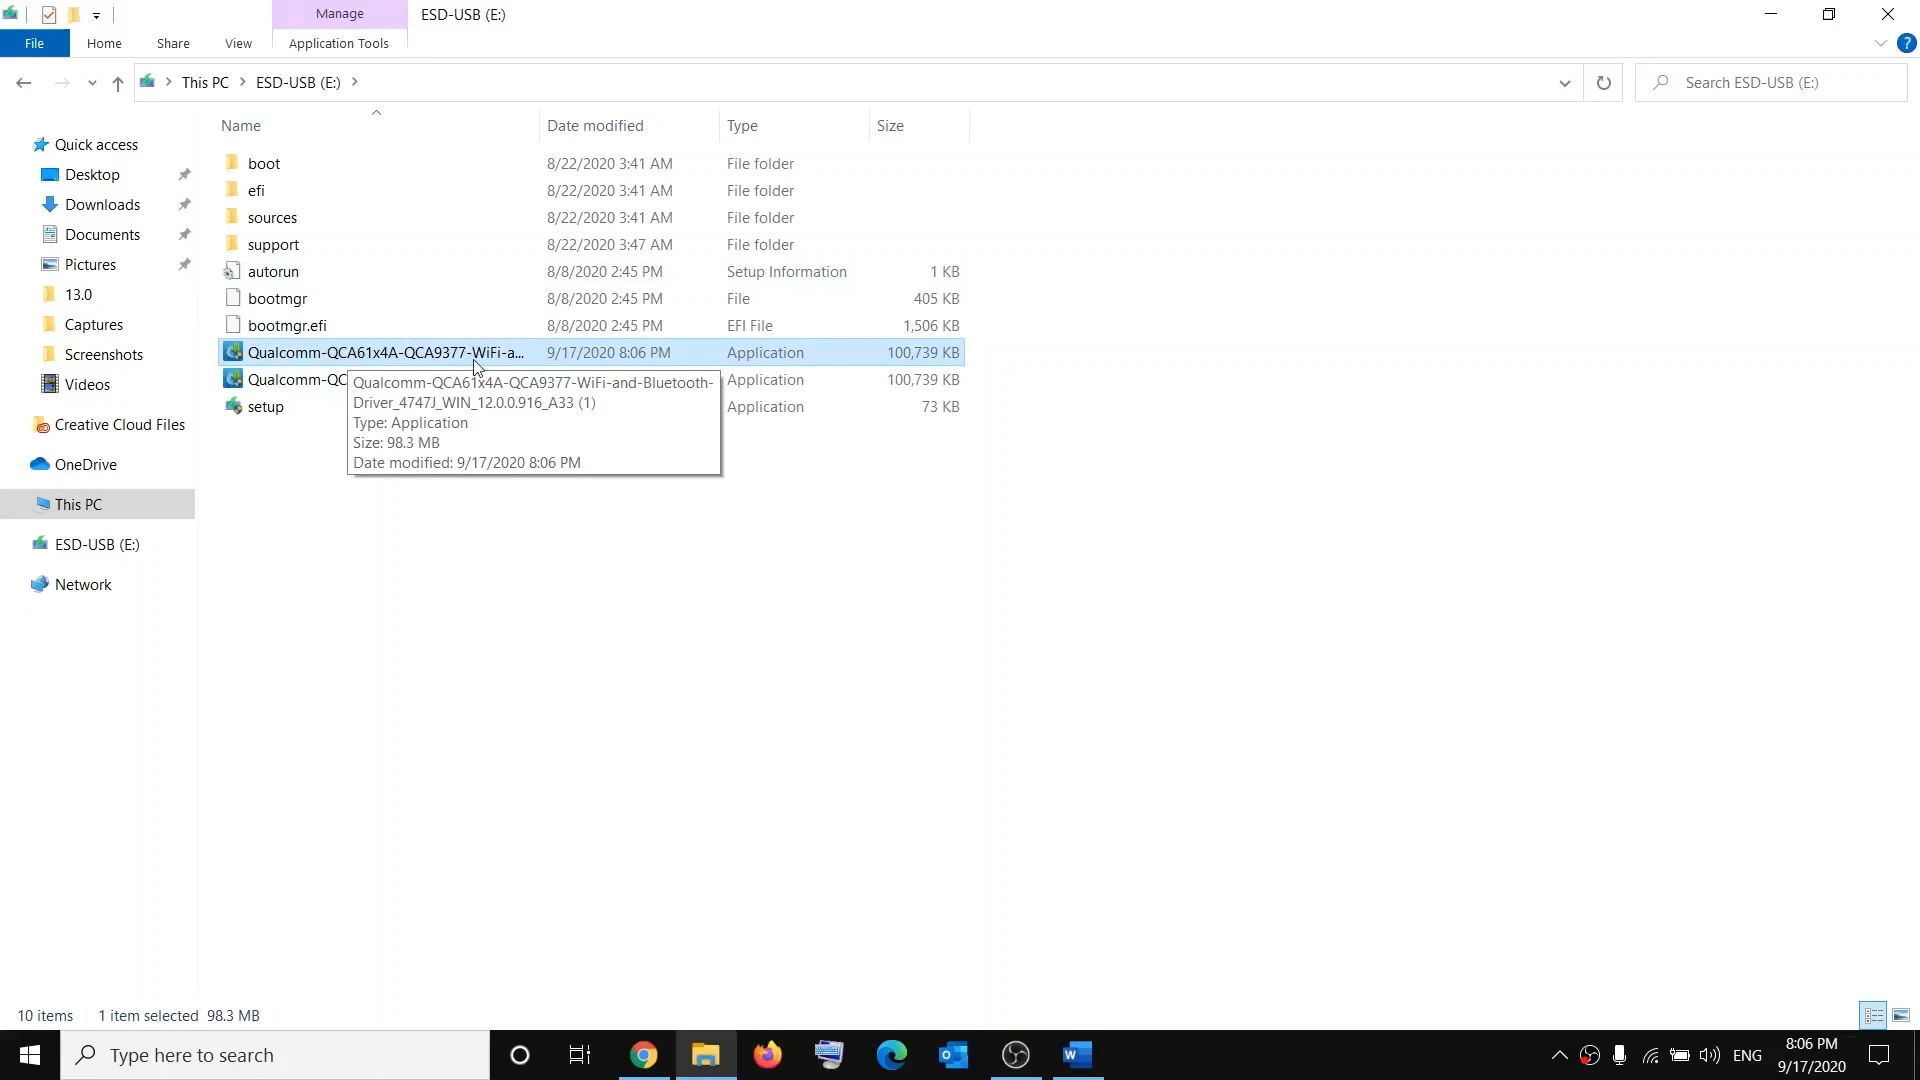 Manage
ESD-USB (E:)
File
Home
Share
View
Application Tools
?
This PC
ESD-USB (E:)
Search ESD-USB (E:)
Name
Date modified
Type
Size
Quick access
Desktop
Downloads
Documents
Pictures
13.0
Captures
Screenshots
Videos
Creative Cloud Files
OneDrive
This PC
ESD-USB (E:)
Network
boot 8/22/2020 3:41 AM File folder
efi 8/22/2020 3:41 AM File folder
sources 8/22/2020 3:41 AM File folder
support 8/22/2020 3:47 AM File folder
autorun 8/8/2020 2:45 PM Setup Information 1 KB
bootmgr 8/8/2020 2:45 PM File 405 KB
bootmgr.efi 8/8/2020 2:45 PM EFI File 1,506 KB
Qualcomm-QCA61x4A-QCA9377-WiFi-a... 9/17/2020 8:06 PM Application 100,739 KB
Qualcomm-QC Application 100,739 KB
setup Application 73 KB
Qualcomm-QCA61x4A-QCA9377-WiFi-and-Bluetooth-
Driver_4747J_WIN_12.0.0.916_A33 (1)
Type: Application
Size: 98.3 MB
Date modified: 9/17/2020 8:06 PM
10 items
1 item selected 98.3 MB
Type here to search
ENG
8:06 PM
9/17/2020